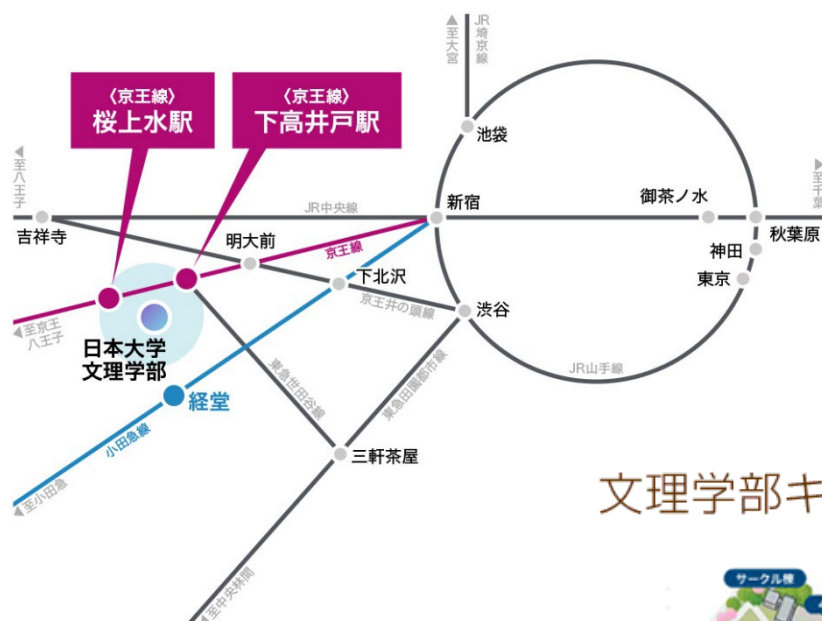 ▲至大宮
JR埼京線
〈京王線〉
桜上水駅
〈京王線〉
下高井戸駅
池袋
▲至八王子
JR中央線
新宿
御茶ノ水
▶至千葉
吉祥寺
明大前
京王線
秋葉原
神田
下北沢
東京
京王井の頭線
渋谷
◀至京王
八王子
日本大学
文理学部
経堂
東急世田谷線
東急田園都市線
JR山手線
小田急線
◀至小田急
三軒茶屋
文理学部キ
◀至中央林間
サークル棟